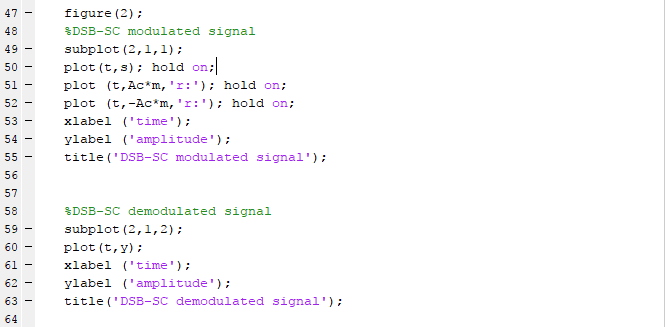 47 – figure(2);
48 %DSB-SC modulated signal
49 – subplot(2,1,1);
50 – plot(t,s); hold on;
51 – plot (t,Ac*m,'r:'); hold on;
52 – plot (t,-Ac*m,'r:'); hold on;
53 – xlabel ('time');
54 – ylabel ('amplitude');
55 – title('DSB-SC modulated signal');
56
57
58 %DSB-SC demodulated signal
59 – subplot(2,1,2);
60 – plot(t,y);
61 – xlabel ('time');
62 – ylabel ('amplitude');
63 – title('DSB-SC demodulated signal');
64